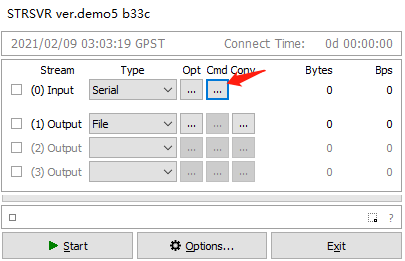 STRSVR ver.demo5 b33c
2021/02/09 03:03:19 GPST Connect Time: 0d 00:00:00
Stream Type Opt Cmd Conv Bytes Bps
(0) Input Serial ... ... 0 0
(1) Output File ... ... ... 0 0
(2) Output ... ... ... 0 0
(3) Output ... ... ... 0 0
?
Start Options... Exit